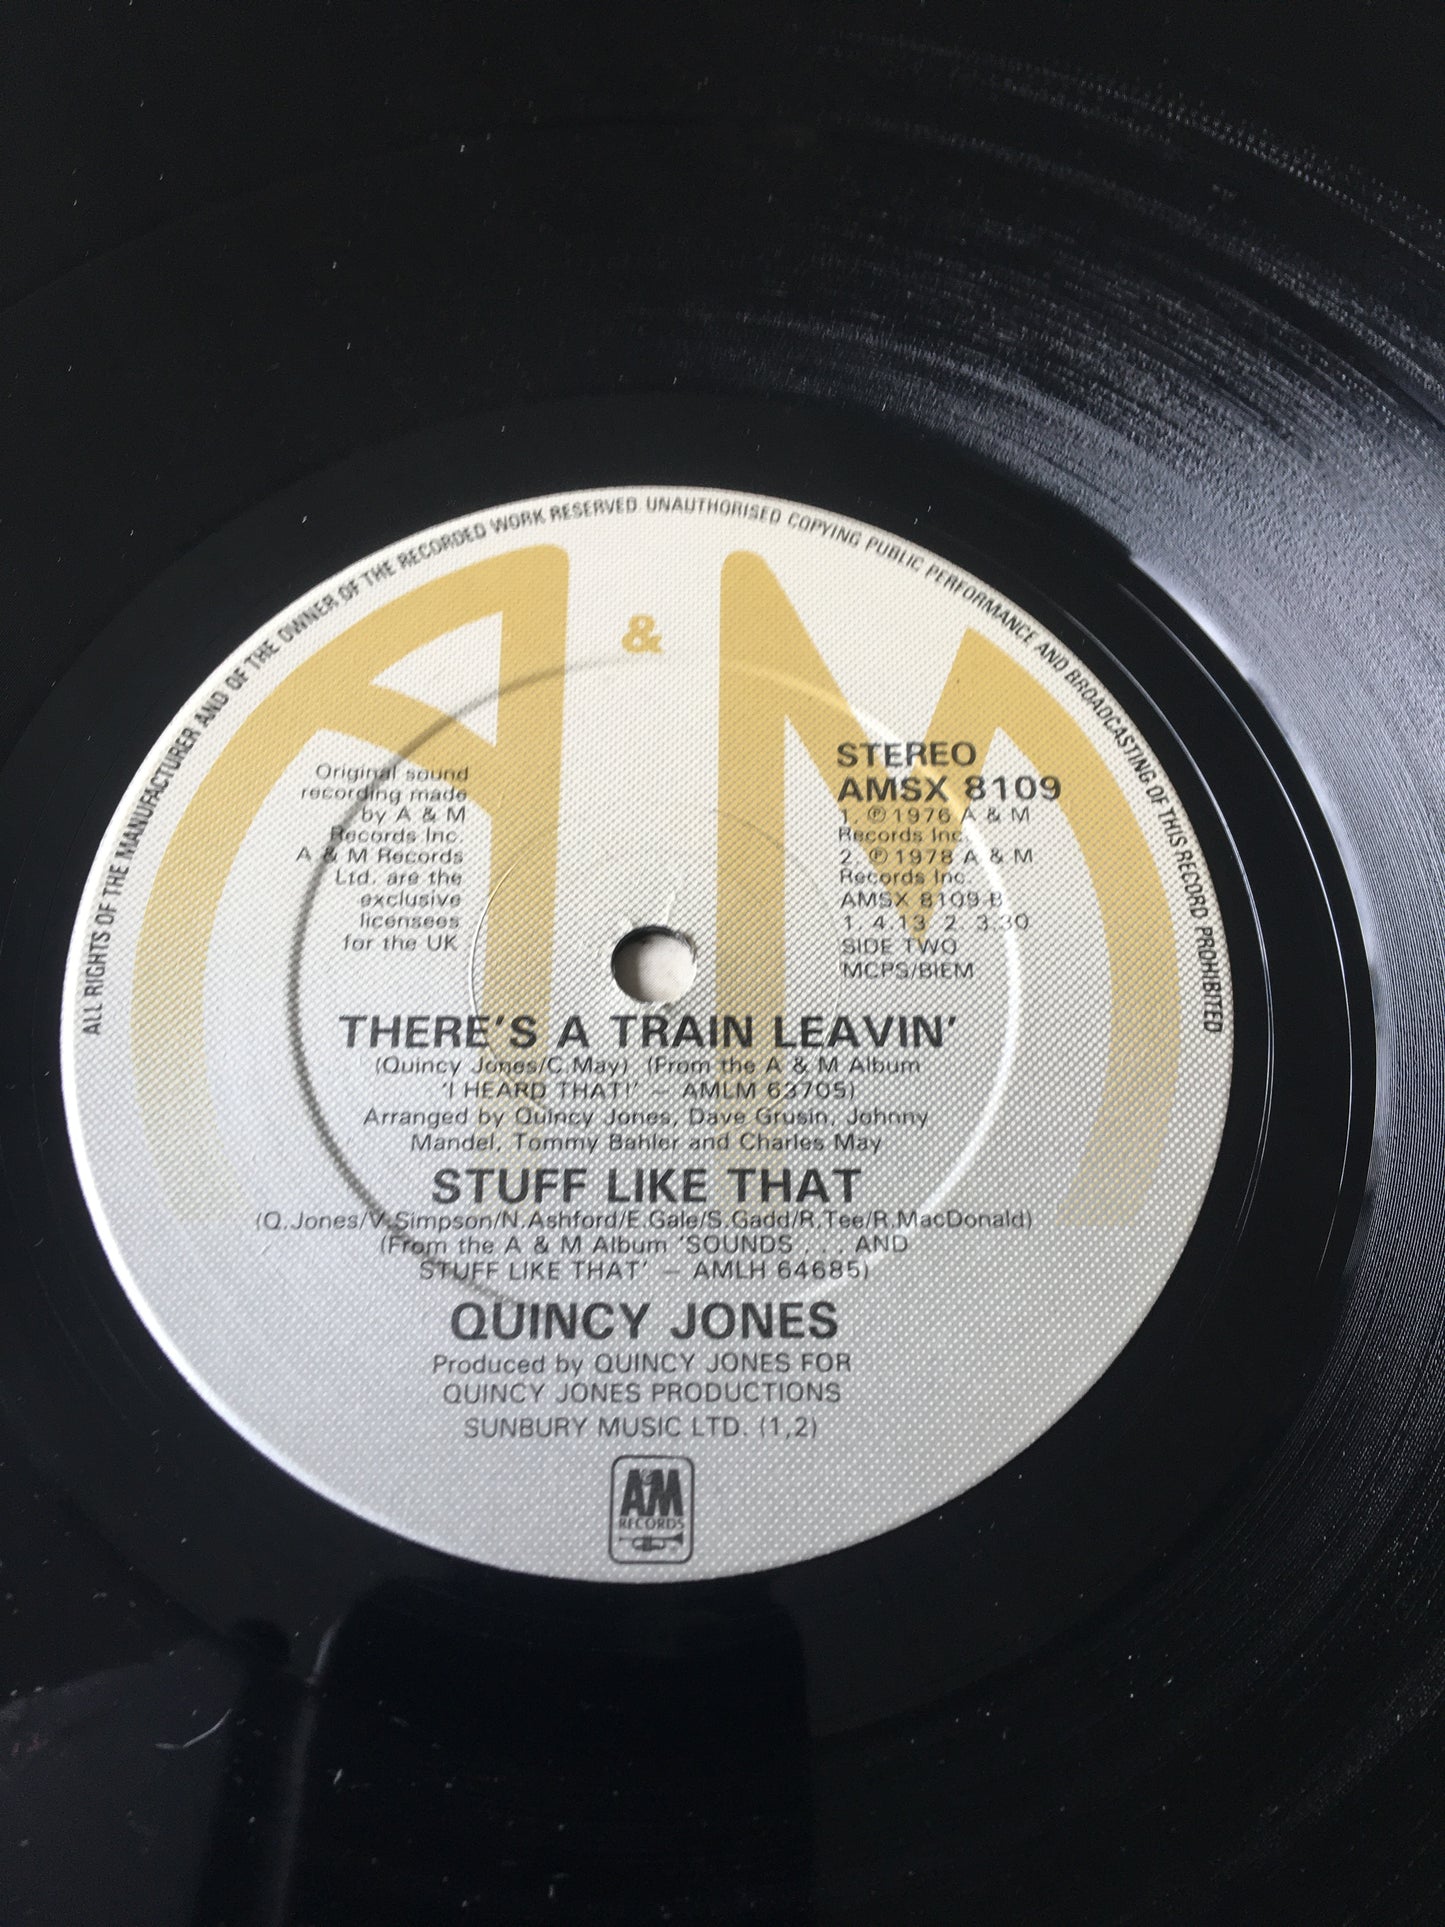 ALL RIGHTS OF THE MANUFACTURER AND OF THE OWNER OF THE RECORDED WORK RESERVED. UNAUTHORISED COPYING PUBLIC PERFORMANCE AND BROADCASTING OF THIS RECORD PROHIBITED
A & M
Original sound
recording made
by A & M
Records Inc.
A & M Records
Ltd. are the
exclusive
licensees
for the UK
STEREO
AMSX 8109
1. ℗ 1976 A & M
Records Inc.
2. ℗ 1978 A & M
Records Inc.
AMSX 8109-B
1. 4.13 2. 3.30
SIDE TWO
MCPS/BIEM
THERE'S A TRAIN LEAVIN'
(Quincy Jones/C.May) (From the A & M Album
'I HEARD THAT!' – AMLM 63705)
Arranged by Quincy Jones, Dave Grusin, Johnny
Mandel, Tommy Bahler and Charles May
STUFF LIKE THAT
(Q.Jones/V.Simpson/N.Ashford/E.Gale/S.Gadd/R.Tee/R.MacDonald)
(From the A & M Album 'SOUNDS . . . AND
STUFF LIKE THAT' – AMLH 64685)
QUINCY JONES
Produced by QUINCY JONES FOR
QUINCY JONES PRODUCTIONS
SUNBURY MUSIC LTD. (1,2)
A&M
RECORDS